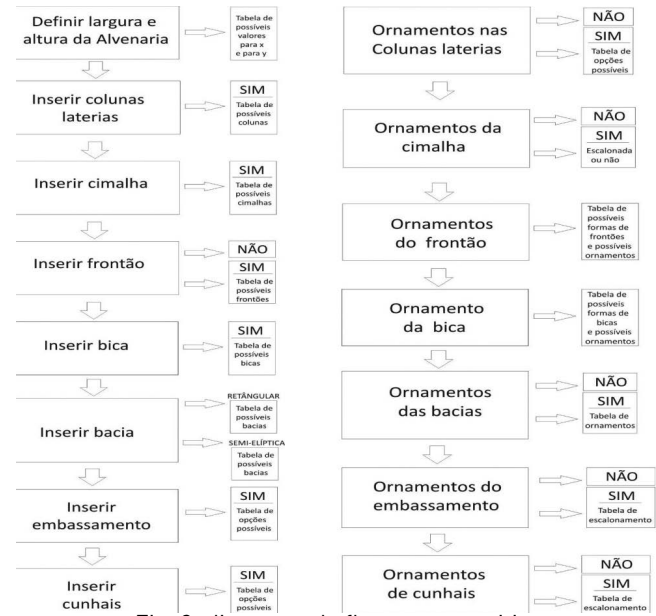 Definir largura e
altura da Alvenaria
Tabela de
possíveis
valores
para x
e para y
Inserir colunas
laterias
SIM
Tabela de
possíveis
colunas
Inserir cimalha
SIM
Tabela de
possíveis
cimalhas
Inserir frontão
NÃO
SIM
Tabela de
possíveis
frontões
Inserir bica
SIM
Tabela de
possíveis
bicas
Inserir bacia
RETÂNGULAR
Tabela de
possíveis
bacias
SEMI-ELÍPTICA
Tabela de
possíveis
bacias
Inserir
embassamento
SIM
Tabela de
opções
possíveis
Inserir
cunhais
SIM
Tabela de
opções
possíveis
Ornamentos nas
Colunas laterias
NÃO
SIM
Tabela de
opções
possíveis
Ornamentos da
cimalha
NÃO
SIM
Escalonada
ou não
Ornamentos
do frontão
Tabela de
possíveis
formas de
frontões
e possíveis
ornamentos
Ornamento
da bica
Tabela de
possíveis
formas de
bicas
e possíveis
ornamentos
Ornamentos
das bacias
NÃO
SIM
Tabela de
ornamentos
Ornamentos do
embassamento
NÃO
SIM
Tabela de
escalonamento
Ornamentos
de cunhais
NÃO
SIM
Tabela de
escalonamento